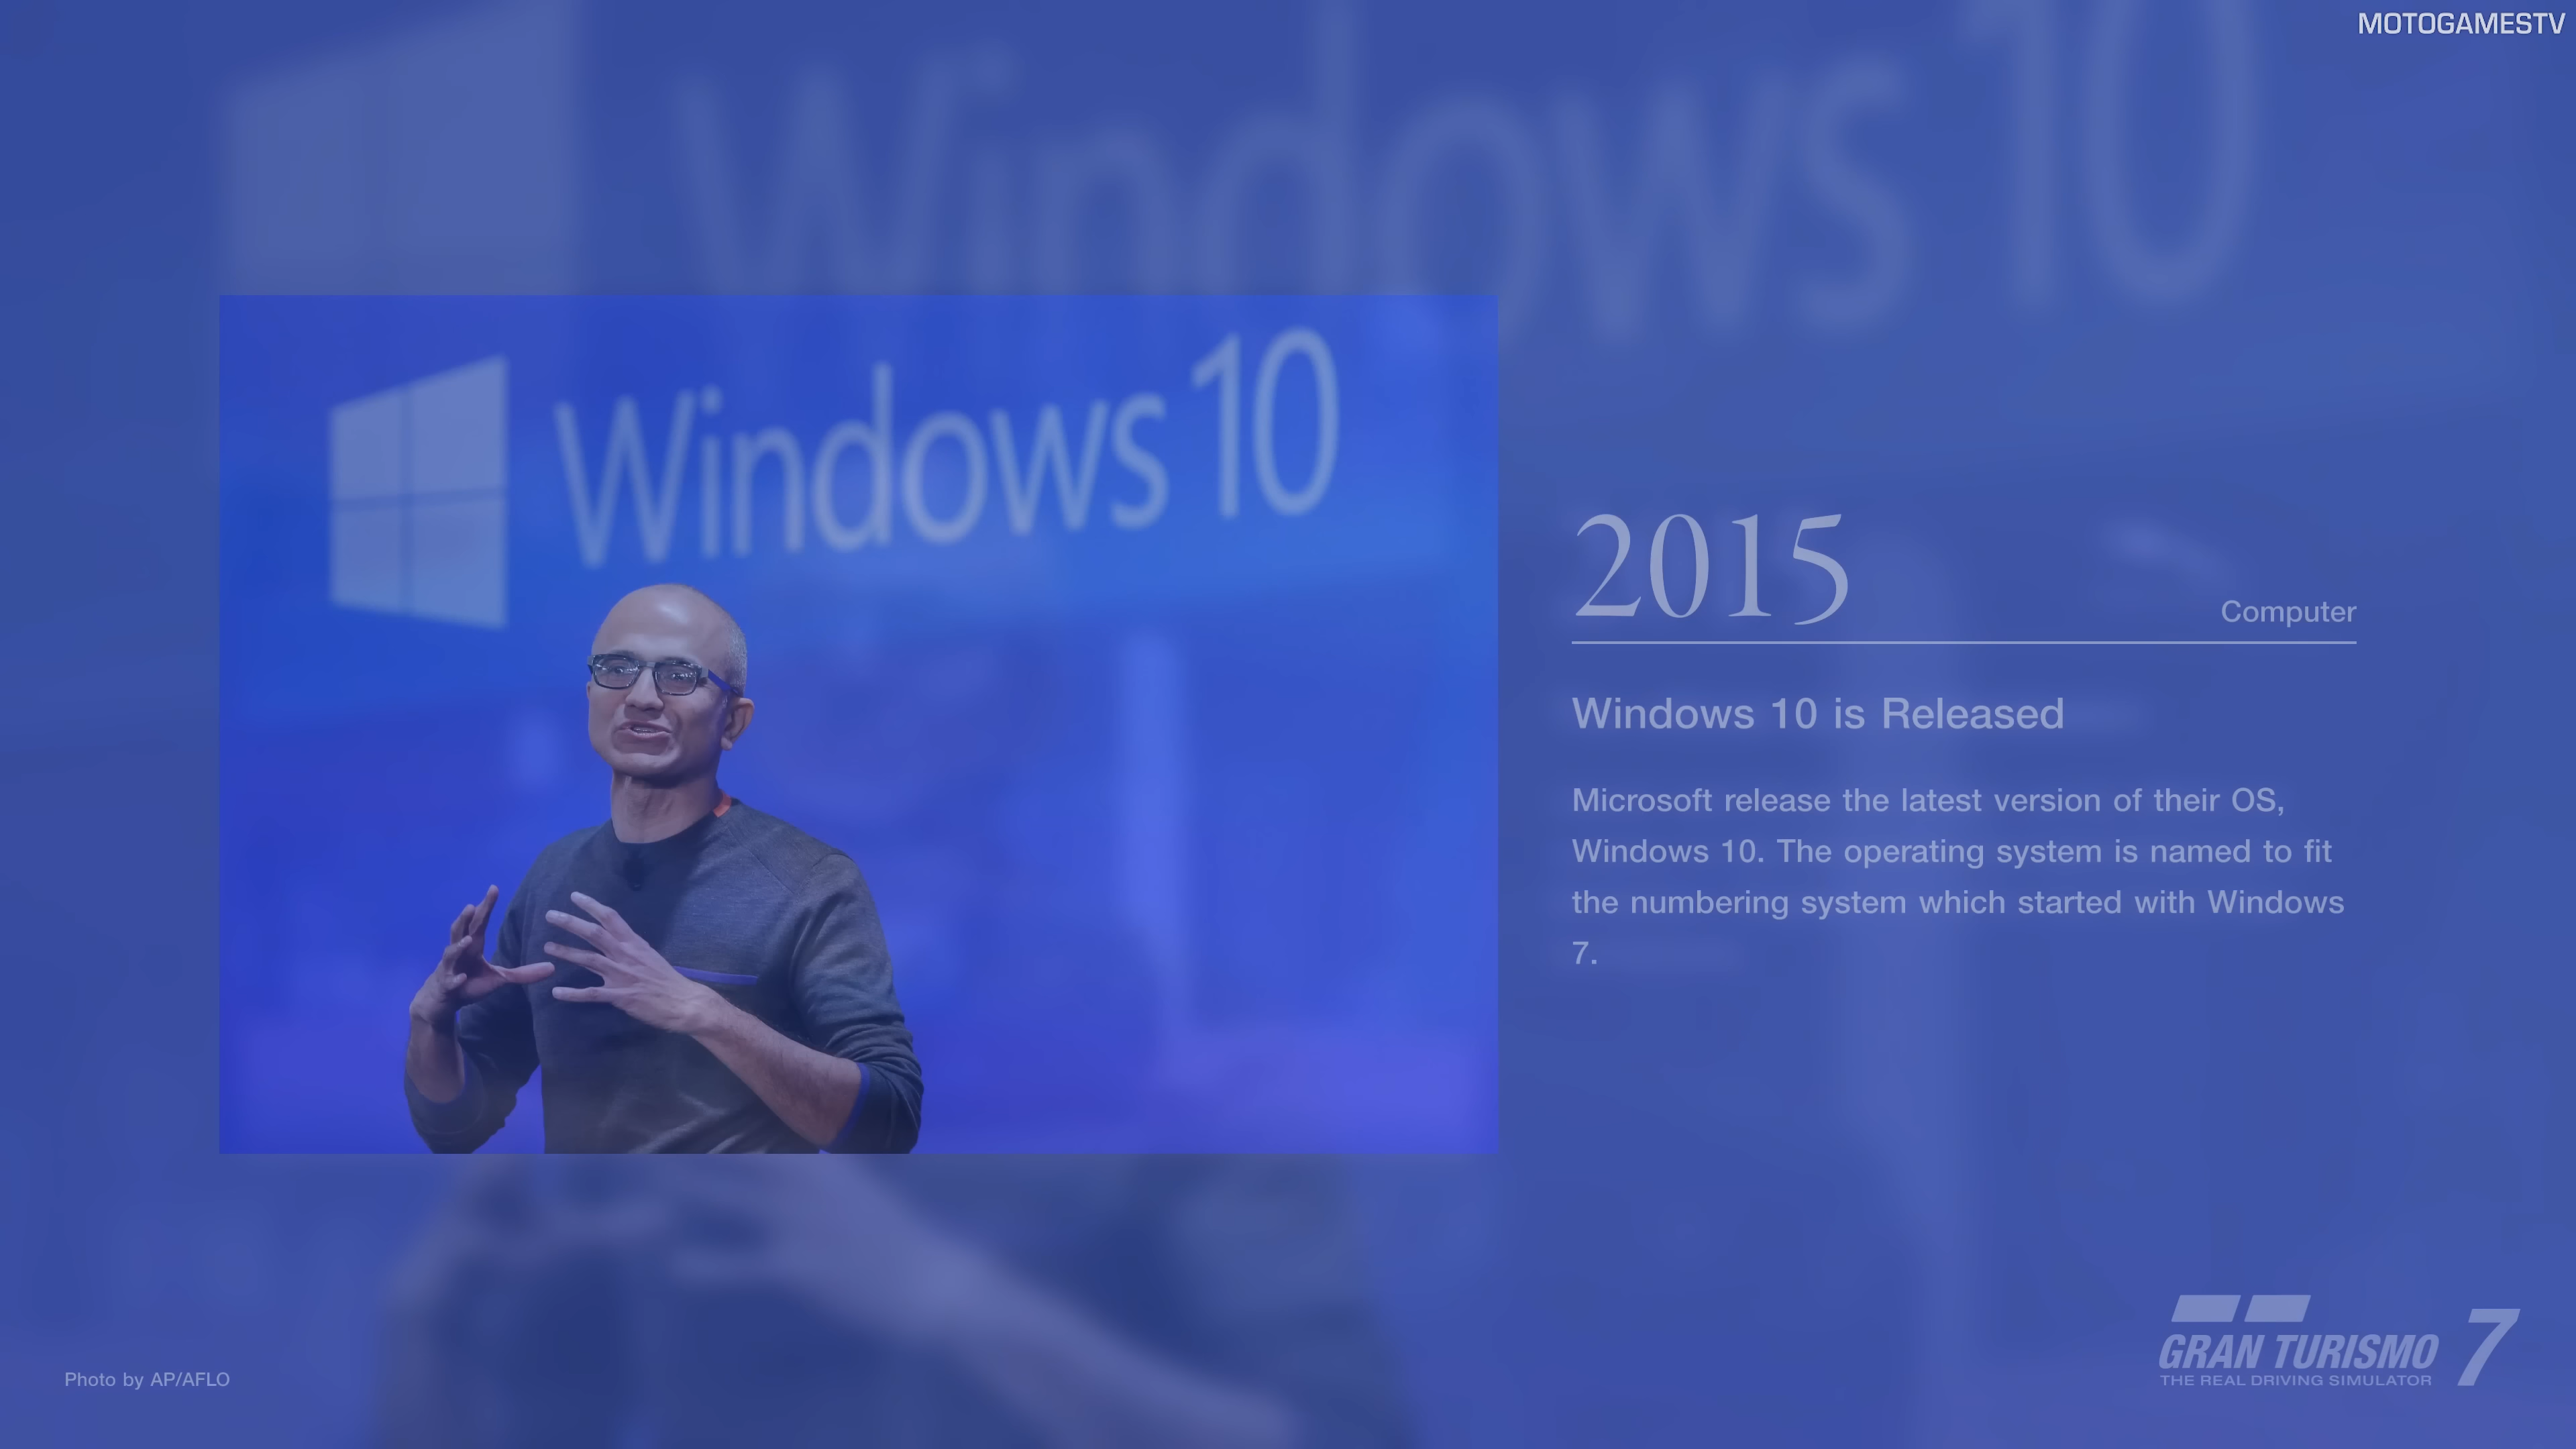 MOTOGAMESTV
Windows 10
Windows 10
2015
Computer
Windows 10 is Released
Microsoft release the latest version of their OS,
Windows 10. The operating system is named to fit
the numbering system which started with Windows
7.
Photo by AP/AFLO
GRAN TURISMO 7
THE REAL DRIVING SIMULATOR